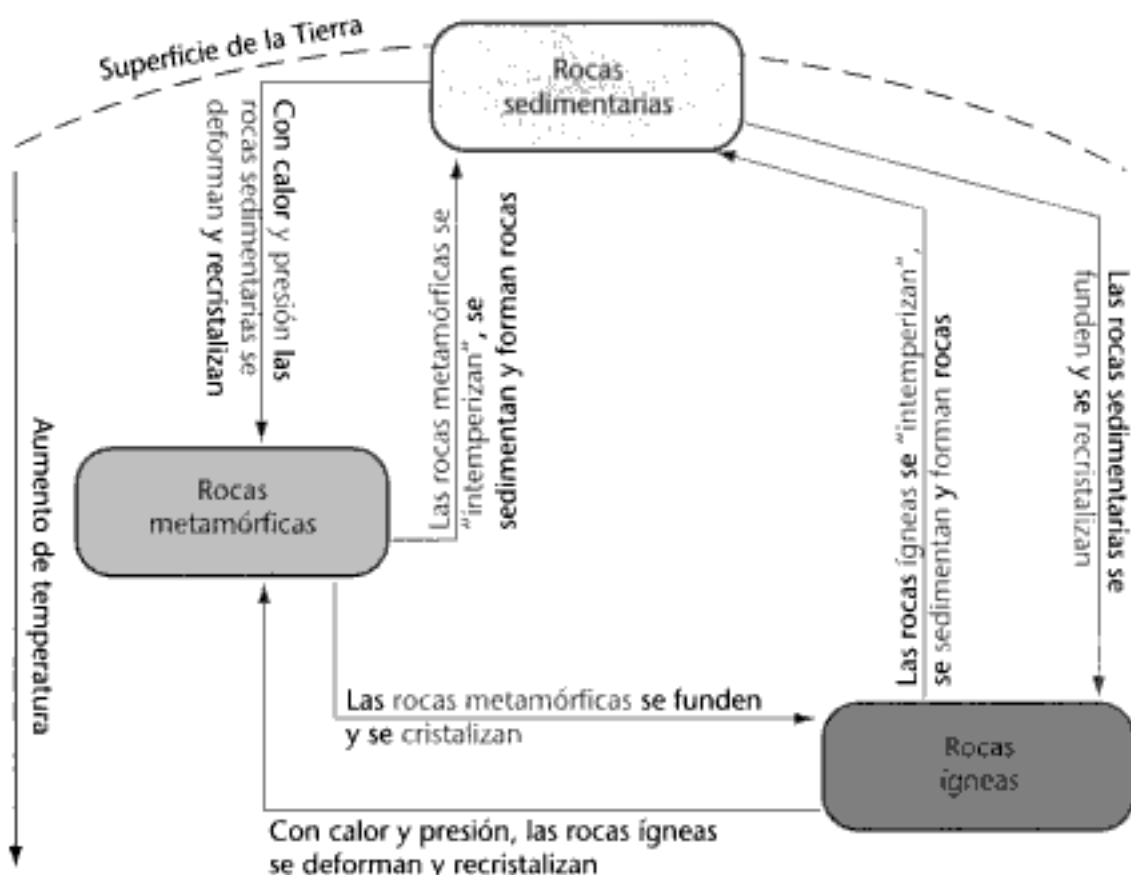 Superficie de la Tierra
Rocas
sedimentarias
Con calor y presión las
rocas sedimentarias se
deforman y recristalizan
Las rocas metamórficas se
“intemperizan”, se
sedimentan y forman rocas
Las rocas ígneas se “intemperizan”,
se sedimentan y forman rocas
Las rocas sedimentarias se
funden y se recristalizan
Aumento de temperatura
Rocas
metamórficas
Las rocas metamórficas se funden
y se cristalizan
Rocas
ígneas
Con calor y presión, las rocas ígneas
se deforman y recristalizan